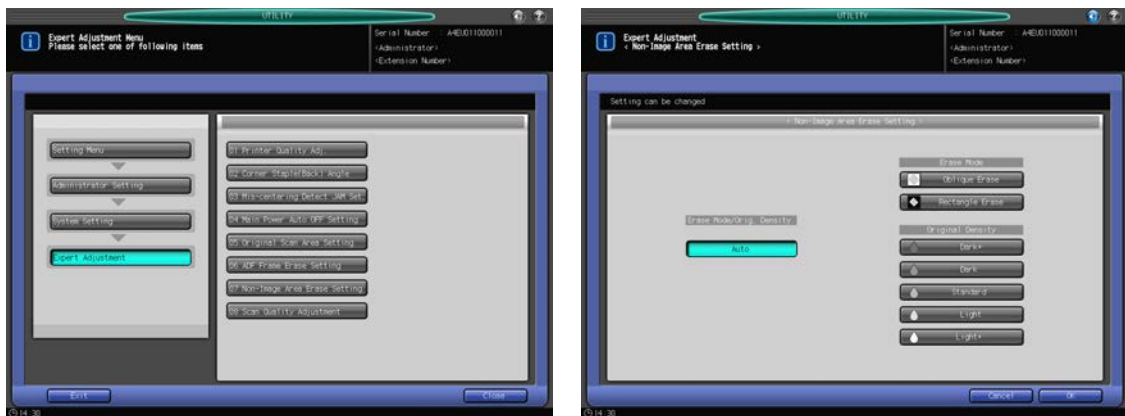 UTILITY
Expert Adjustment Menu
Please select one of following items
Serial Number : A4EU011000011
<Administrator>
<Extension Number>
Setting Menu
Administrator Setting
System Setting
Expert Adjustment
01 Printer Quality Adj.
02 Corner Staple(Back) Angle
03 Mis-centering Detect JAM Set.
04 Main Power Auto OFF Setting
05 Original Scan Area Setting
06 ADF Frame Erase Setting
07 Non-Image Area Erase Setting
08 Scan Quality Adjustment
Exit
Close
14:30
UTILITY
Expert Adjustment
< Non-Image Area Erase Setting >
Serial Number : A4EU011000011
<Administrator>
<Extension Number>
Setting can be changed
< Non-Image Area Erase Setting >
Erase Mode/Orig. Density
Auto
Erase Mode
Oblique Erase
Rectangle Erase
Original Density
Dark+
Dark
Standard
Light
Light+
Cancel
OK
14:30